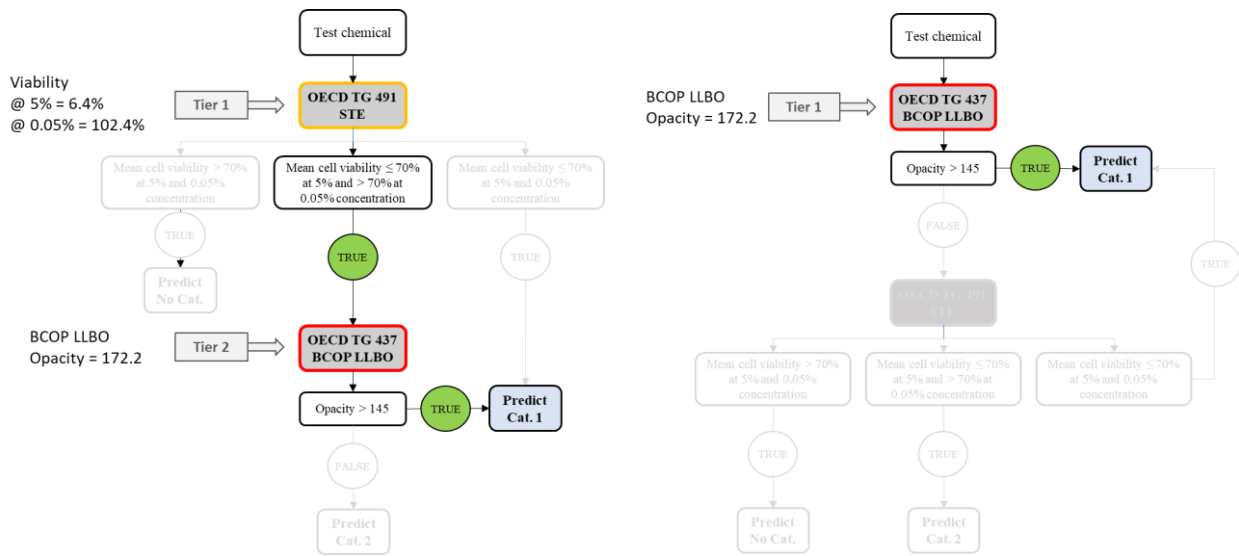 Test chemical
Viability
@ 5% = 6.4%
@ 0.05% = 102.4%
Tier 1
OECD TG 491
STE
Mean cell viability > 70%
at 5% and 0.05%
concentration
Mean cell viability ≤ 70%
at 5% and > 70% at
0.05% concentration
Mean cell viability ≤ 70%
at 5% and 0.05%
concentration
TRUE
TRUE
TRUE
Predict
No Cat.
BCOP LLBO
Opacity = 172.2
Tier 2
OECD TG 437
BCOP LLBO
Opacity > 145
TRUE
Predict
Cat. 1
FALSE
Predict
Cat. 2
Test chemical
BCOP LLBO
Opacity = 172.2
Tier 1
OECD TG 437
BCOP LLBO
Opacity > 145
TRUE
Predict
Cat. 1
FALSE
TRUE
OECD TG 491
STE
Mean cell viability > 70%
at 5% and 0.05%
concentration
Mean cell viability ≤ 70%
at 5% and > 70% at
0.05% concentration
Mean cell viability ≤ 70%
at 5% and 0.05%
concentration
TRUE
TRUE
Predict
No Cat.
Predict
Cat. 2